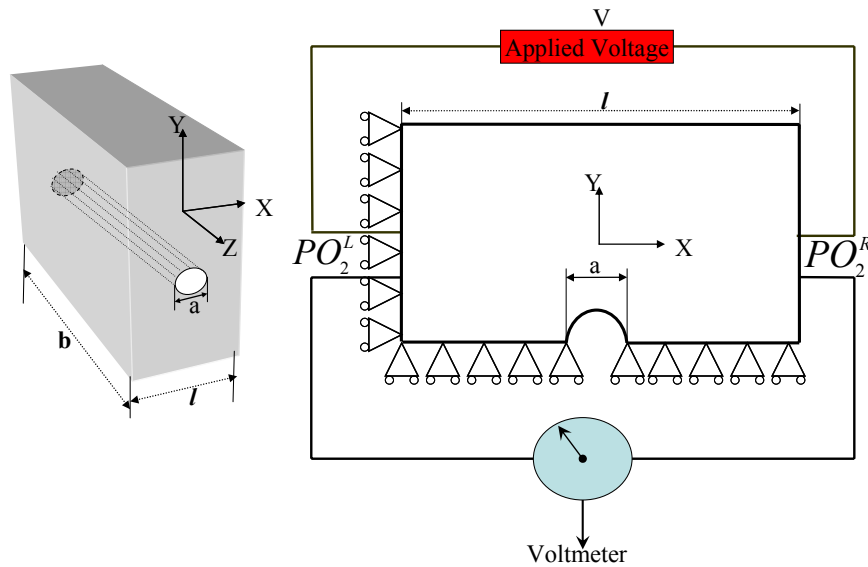 Y
X
Z
a
b
l
V
Applied Voltage
l
Y
X
a
PO₂ᴸ
PO₂ᴿ
Voltmeter